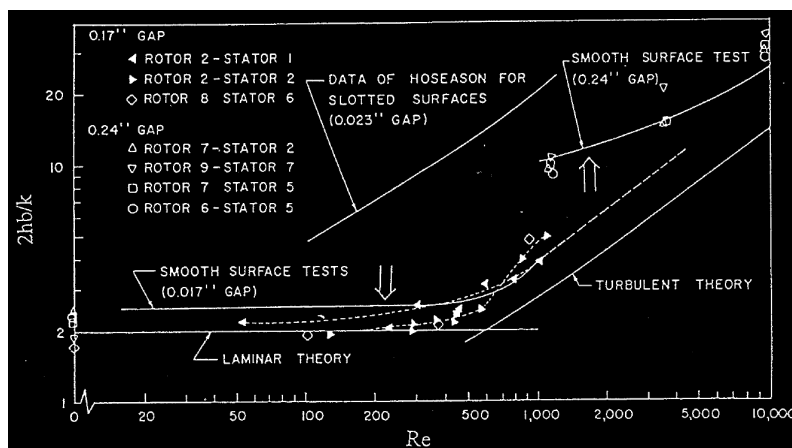 0.17" GAP
ROTOR 2-STATOR 1
ROTOR 2-STATOR 2
ROTOR 8 STATOR 6
0.24" GAP
ROTOR 7-STATOR 2
ROTOR 9-STATOR 7
ROTOR 7 STATOR 5
ROTOR 6-STATOR 5
DATA OF HOSEASON FOR
SLOTTED SURFACES
(0.023" GAP)
SMOOTH SURFACE TEST
(0.24" GAP)
SMOOTH SURFACE TESTS
(0.017" GAP)
LAMINAR THEORY
TURBULENT THEORY
2hb/k
20
10
5
2
1
0
20
50
100
200
500
1,000
2,000
5,000
10,000
Re